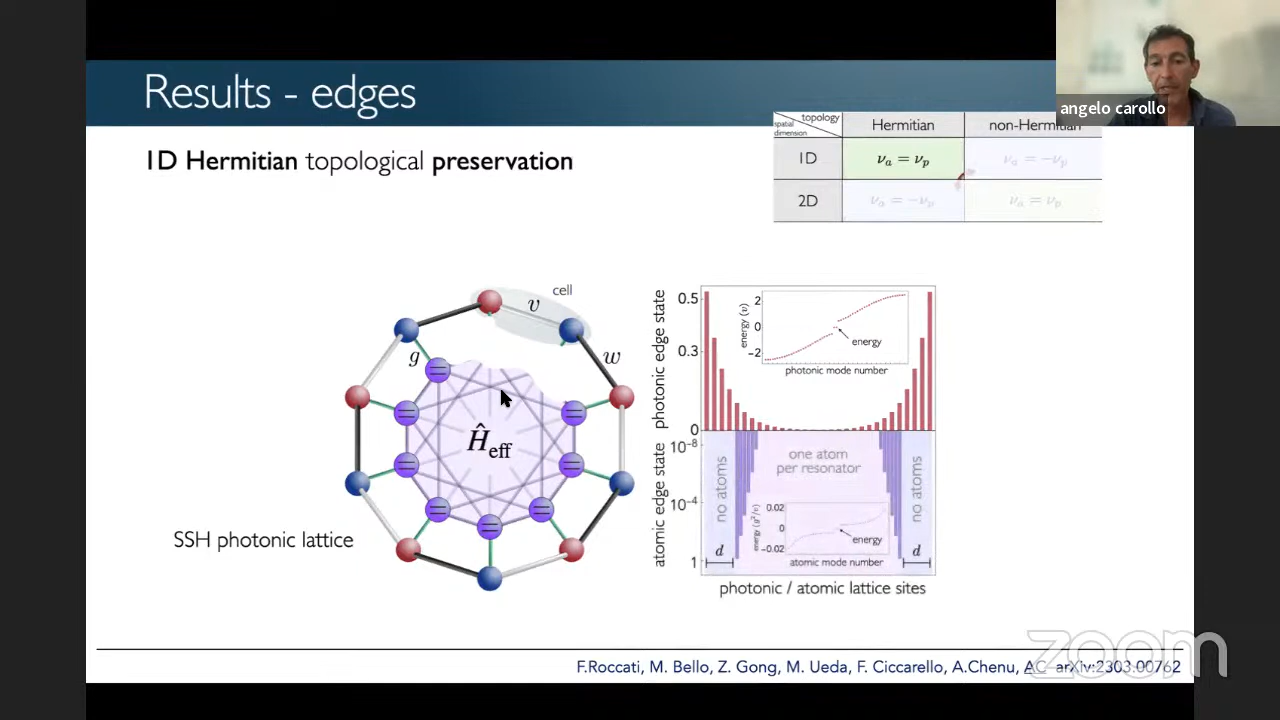 angelo carollo
Results - edges
1D Hermitian topological preservation
topology
spatial dimension
Hermitian
non-Hermitian
1D
νₐ = νₚ
νₐ = −νₚ
2D
νₐ = −νₚ
νₐ = νₚ
cell
v
w
g
Ĥeff
SSH photonic lattice
photonic edge state
0.5
0.3
0
energy (v)
2
0
−2
energy
photonic mode number
atomic edge state
10⁻⁸
10⁻⁴
1
no atoms
d
one atom
per resonator
energy (g²/v)
0.02
0
−0.02
energy
atomic mode number
no atoms
d
photonic / atomic lattice sites
zoom
F.Roccati, M. Bello, Z. Gong, M. Ueda, F. Ciccarello, A.Chenu, AC arXiv:2303.00762